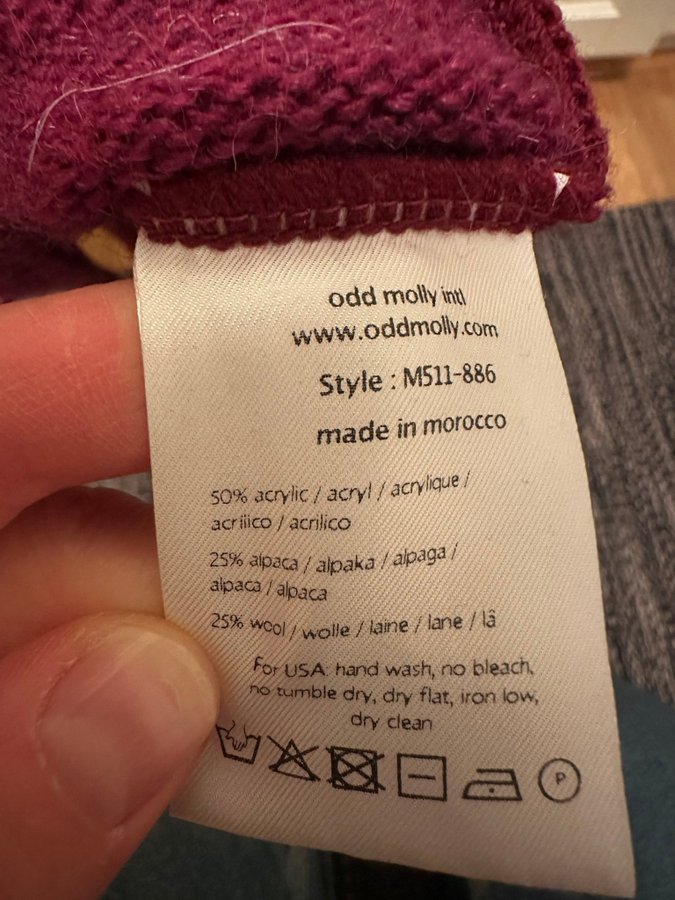 odd molly intl
www.oddmolly.com
Style : M511-886
made in morocco
50% acrylic / acryl / acrylique /
acrilico / acrilico
25% alpaca / alpaka / alpaga /
alpaca / alpaca
25% wool / wolle / laine / lane / lã
For USA: hand wash, no bleach,
no tumble dry, dry flat, iron low,
dry clean
P